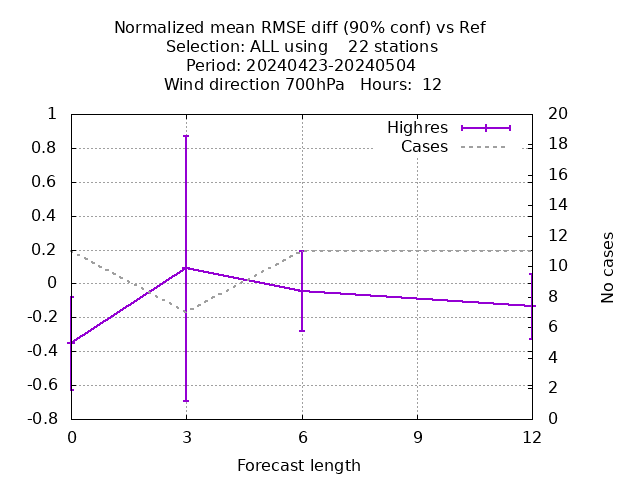 Normalized mean RMSE diff (90% conf) vs Ref
Selection: ALL using    22 stations
Period: 20240423-20240504
Wind direction 700hPa   Hours:  12
Highres
Cases
1
0.8
0.6
0.4
0.2
0
-0.2
-0.4
-0.6
-0.8
20
18
16
14
12
10
8
6
4
2
0
No cases
0 3 6 9 12
Forecast length